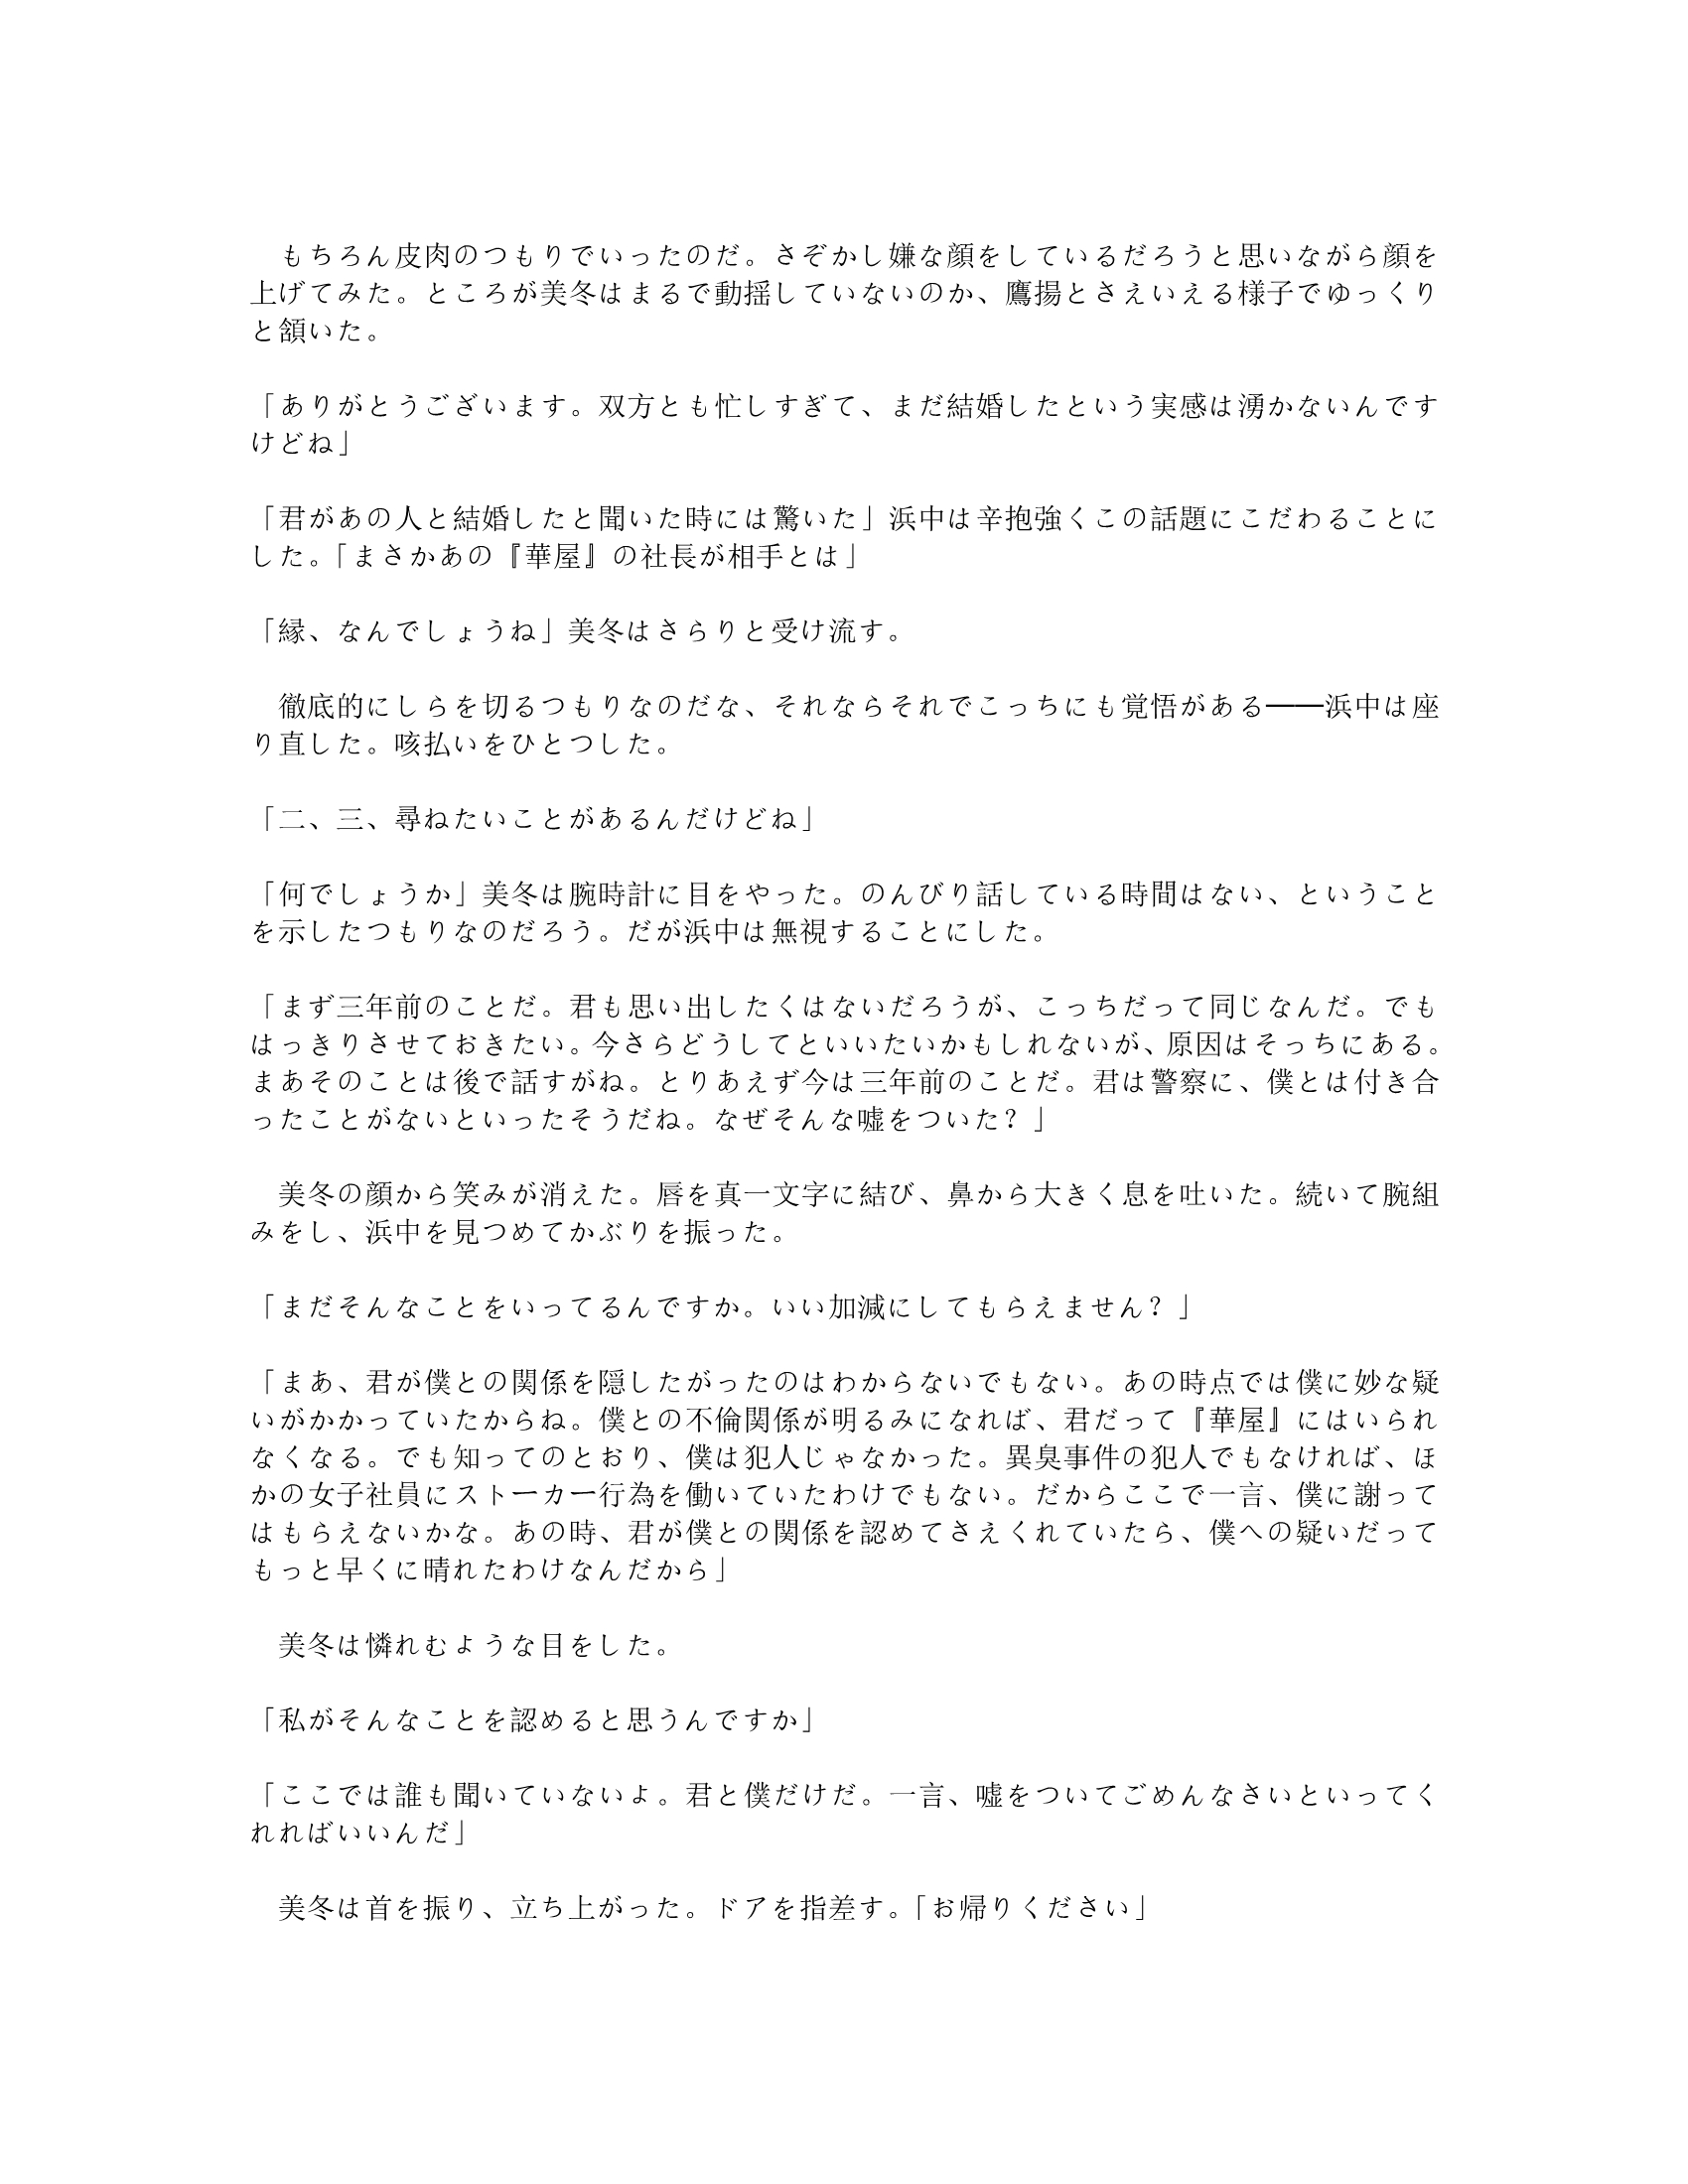 もちろん皮肉のつもりでいったのだ。さぞかし嫌な顔をしているだろうと思いながら顔を
上げてみた。ところが美冬はまるで動揺していないのか、鷹揚とさえいえる様子でゆっくり
と頷いた。
「ありがとうございます。双方とも忙しすぎて、まだ結婚したという実感は湧かないんです
けどね」
「君があの人と結婚したと聞いた時には驚いた」浜中は辛抱強くこの話題にこだわることに
した。「まさかあの『華屋』の社長が相手とは」
「縁、なんでしょうね」美冬はさらりと受け流す。
　徹底的にしらを切るつもりなのだな、それならそれでこっちにも覚悟がある――浜中は座
り直した。咳払いをひとつした。
「二、三、尋ねたいことがあるんだけどね」
「何でしょうか」美冬は腕時計に目をやった。のんびり話している時間はない、ということ
を示したつもりなのだろう。だが浜中は無視することにした。
「まず三年前のことだ。君も思い出したくはないだろうが、こっちだって同じなんだ。でも
はっきりさせておきたい。今さらどうしてといいたいかもしれないが、原因はそっちにある。
まあそのことは後で話すがね。とりあえず今は三年前のことだ。君は警察に、僕とは付き合
ったことがないといったそうだね。なぜそんな嘘をついた？」
　美冬の顔から笑みが消えた。唇を真一文字に結び、鼻から大きく息を吐いた。続いて腕組
みをし、浜中を見つめてかぶりを振った。
「まだそんなことをいってるんですか。いい加減にしてもらえません？」
「まあ、君が僕との関係を隠したがったのはわからないでもない。あの時点では僕に妙な疑
いがかかっていたからね。僕との不倫関係が明るみになれば、君だって『華屋』にはいられ
なくなる。でも知ってのとおり、僕は犯人じゃなかった。異臭事件の犯人でもなければ、ほ
かの女子社員にストーカー行為を働いていたわけでもない。だからここで一言、僕に謝って
はもらえないかな。あの時、君が僕との関係を認めてさえくれていたら、僕への疑いだって
もっと早くに晴れたわけなんだから」
　美冬は憐れむような目をした。
「私がそんなことを認めると思うんですか」
「ここでは誰も聞いていないよ。君と僕だけだ。一言、嘘をついてごめんなさいといってく
れればいいんだ」
　美冬は首を振り、立ち上がった。ドアを指差す。「お帰りください」